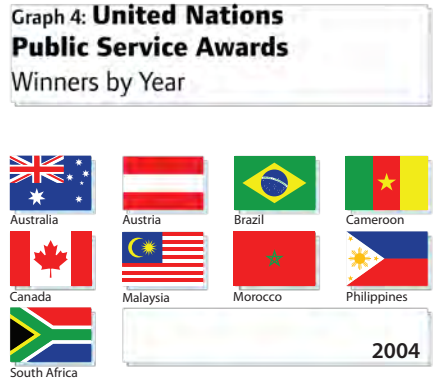 Graph 4: United Nations
Public Service Awards
Winners by Year
Australia
Austria
Brazil
Cameroon
Canada
Malaysia
Morocco
Philippines
South Africa
2004